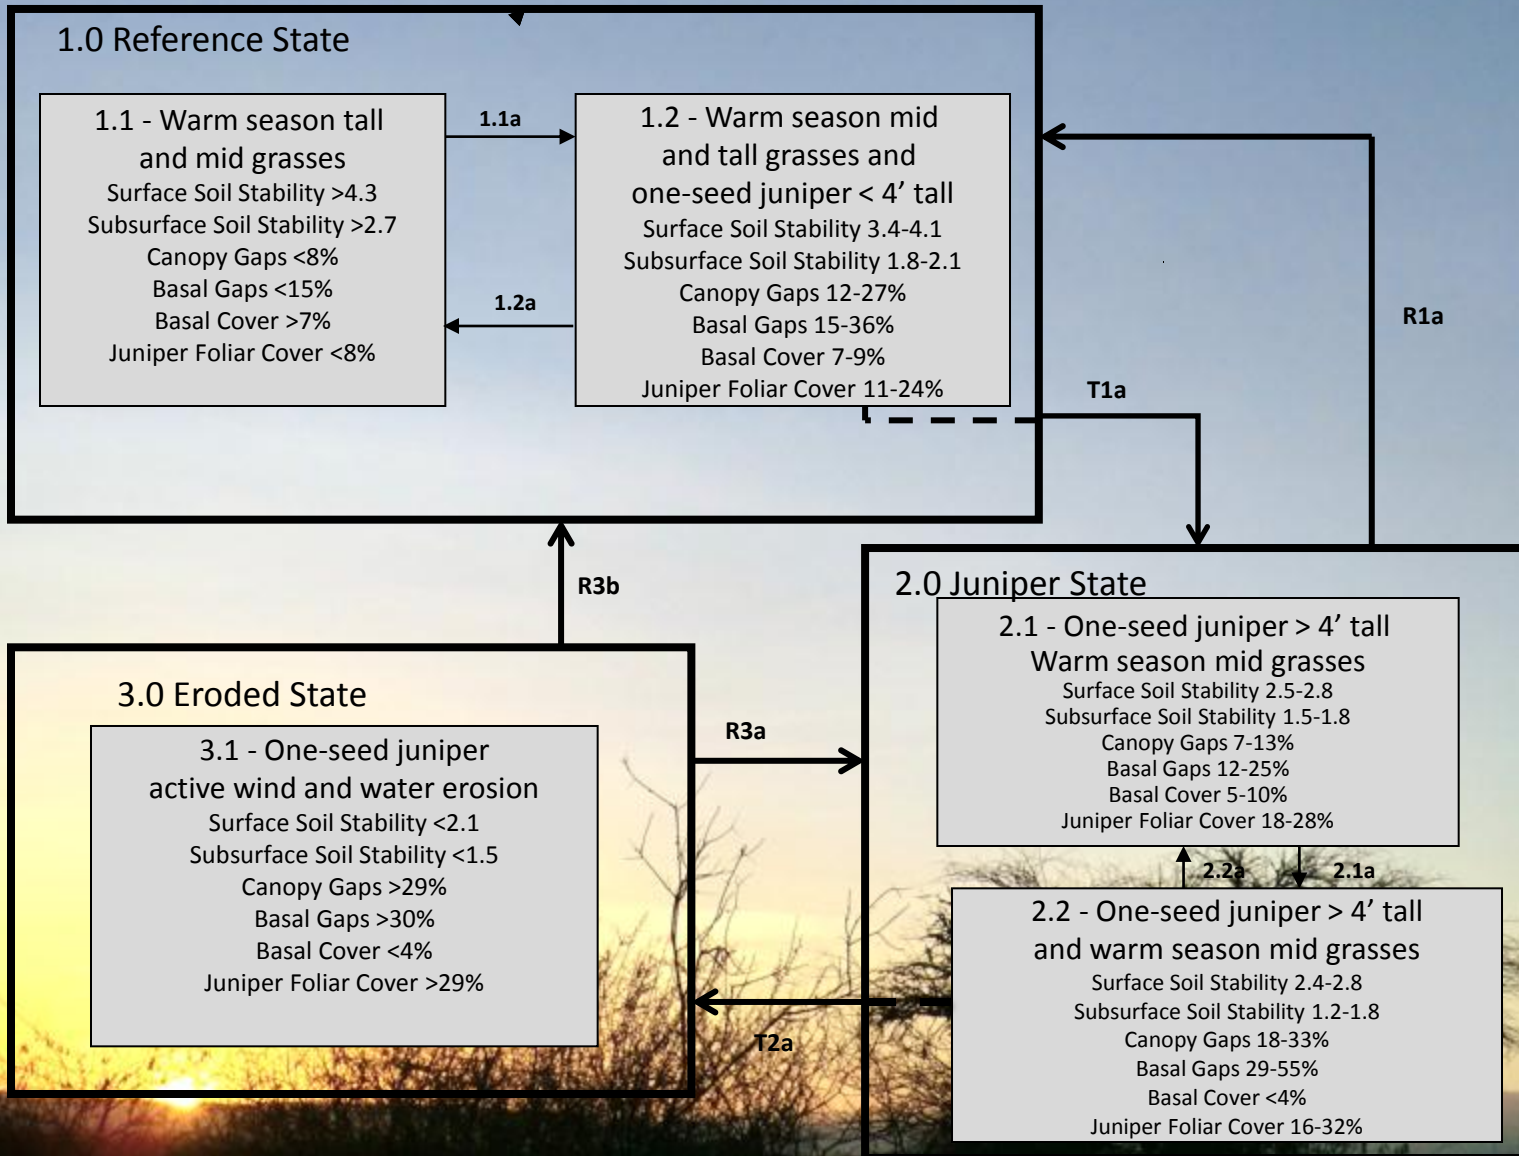 1.0 Reference State
1.1 - Warm season tall
and mid grasses
Surface Soil Stability >4.3
Subsurface Soil Stability >2.7
Canopy Gaps <8%
Basal Gaps <15%
Basal Cover >7%
Juniper Foliar Cover <8%
1.1a
1.2a
1.2 - Warm season mid
and tall grasses and
one-seed juniper < 4’ tall
Surface Soil Stability 3.4-4.1
Subsurface Soil Stability 1.8-2.1
Canopy Gaps 12-27%
Basal Gaps 15-36%
Basal Cover 7-9%
Juniper Foliar Cover 11-24%
R1a
T1a
R3b
2.0 Juniper State
2.1 - One-seed juniper > 4’ tall
Warm season mid grasses
Surface Soil Stability 2.5-2.8
Subsurface Soil Stability 1.5-1.8
Canopy Gaps 7-13%
Basal Gaps 12-25%
Basal Cover 5-10%
Juniper Foliar Cover 18-28%
2.2a
2.1a
2.2 - One-seed juniper > 4’ tall
and warm season mid grasses
Surface Soil Stability 2.4-2.8
Subsurface Soil Stability 1.2-1.8
Canopy Gaps 18-33%
Basal Gaps 29-55%
Basal Cover <4%
Juniper Foliar Cover 16-32%
3.0 Eroded State
3.1 - One-seed juniper
active wind and water erosion
Surface Soil Stability <2.1
Subsurface Soil Stability <1.5
Canopy Gaps >29%
Basal Gaps >30%
Basal Cover <4%
Juniper Foliar Cover >29%
R3a
T2a